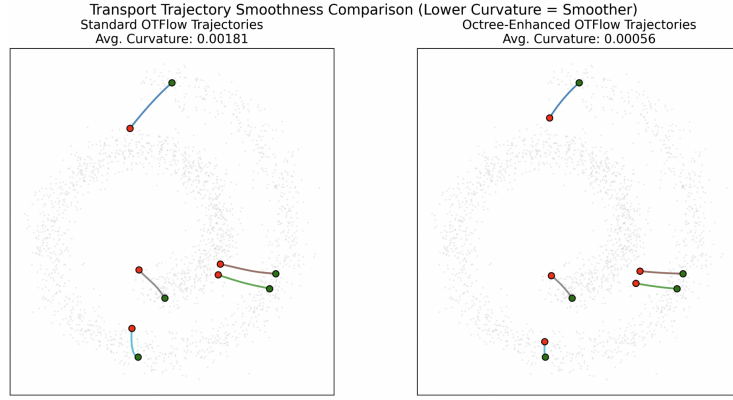 Transport Trajectory Smoothness Comparison (Lower Curvature = Smoother)
Standard OTFlow Trajectories
Avg. Curvature: 0.00181
Octree-Enhanced OTFlow Trajectories
Avg. Curvature: 0.00056